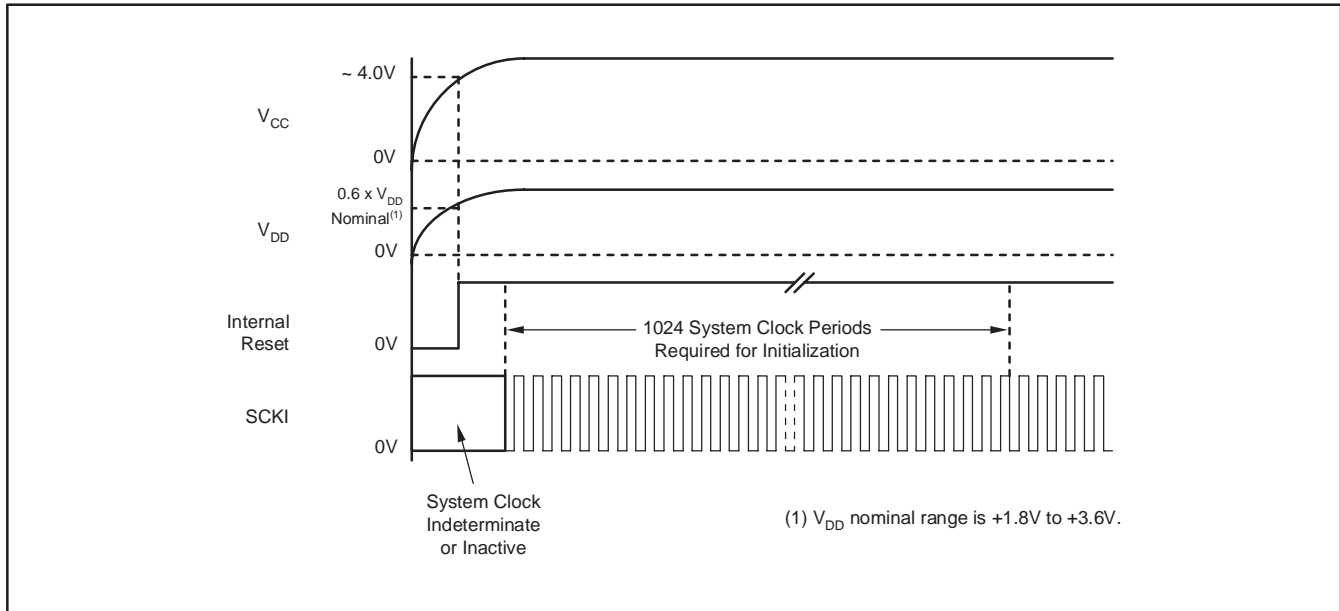 ~ 4.0V
V_CC
0V
0.6 x V_DD
Nominal(1)
V_DD
0V
Internal
Reset
0V
1024 System Clock Periods
Required for Initialization
SCKI
0V
System Clock
Indeterminate
or Inactive
(1) V_DD nominal range is +1.8V to +3.6V.